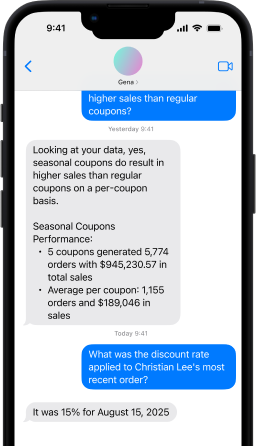 9:41
Gena >
higher sales than regular
coupons?
Yesterday 9:41
Looking at your data, yes,
seasonal coupons do result in
higher sales than regular
coupons on a per-coupon
basis.
Seasonal Coupons
Performance:
• 5 coupons generated 5,774
orders with $945,230.57 in
total sales
• Average per coupon: 1,155
orders and $189,046 in
sales
Today 9:41
What was the discount rate
applied to Christian Lee's most
recent order?
It was 15% for August 15, 2025